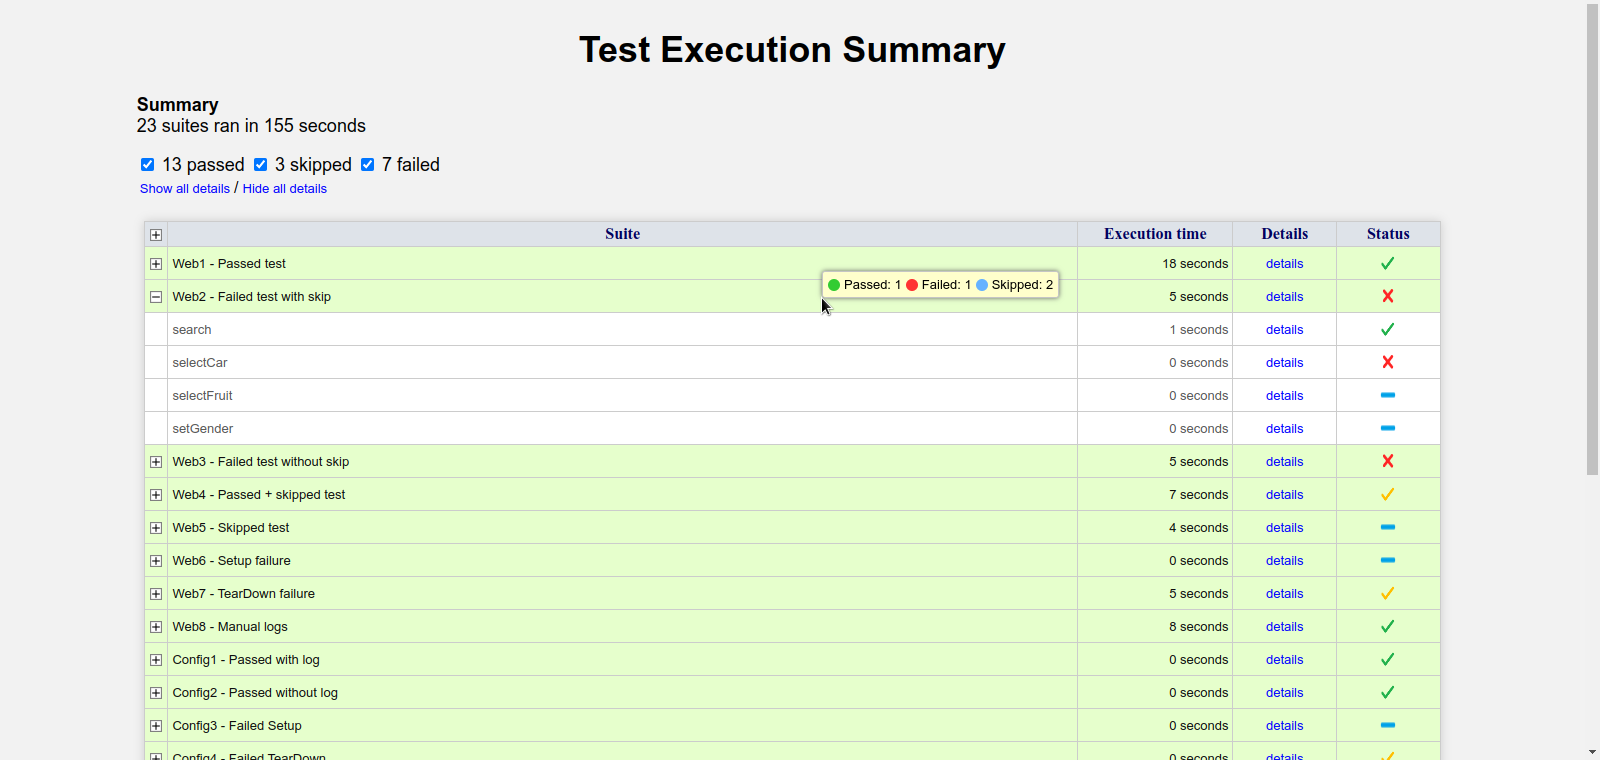 Test Execution Summary
Summary
23 suites ran in 155 seconds
13 passed 3 skipped 7 failed
Show all details / Hide all details
Suite Execution time Details Status
Web1 - Passed test 18 seconds details
Passed: 1 Failed: 1 Skipped: 2
Web2 - Failed test with skip 5 seconds details
search 1 seconds details
selectCar 0 seconds details
selectFruit 0 seconds details
setGender 0 seconds details
Web3 - Failed test without skip 5 seconds details
Web4 - Passed + skipped test 7 seconds details
Web5 - Skipped test 4 seconds details
Web6 - Setup failure 0 seconds details
Web7 - TearDown failure 5 seconds details
Web8 - Manual logs 8 seconds details
Config1 - Passed with log 0 seconds details
Config2 - Passed without log 0 seconds details
Config3 - Failed Setup 0 seconds details
Config4 - Failed TearDown 0 seconds details